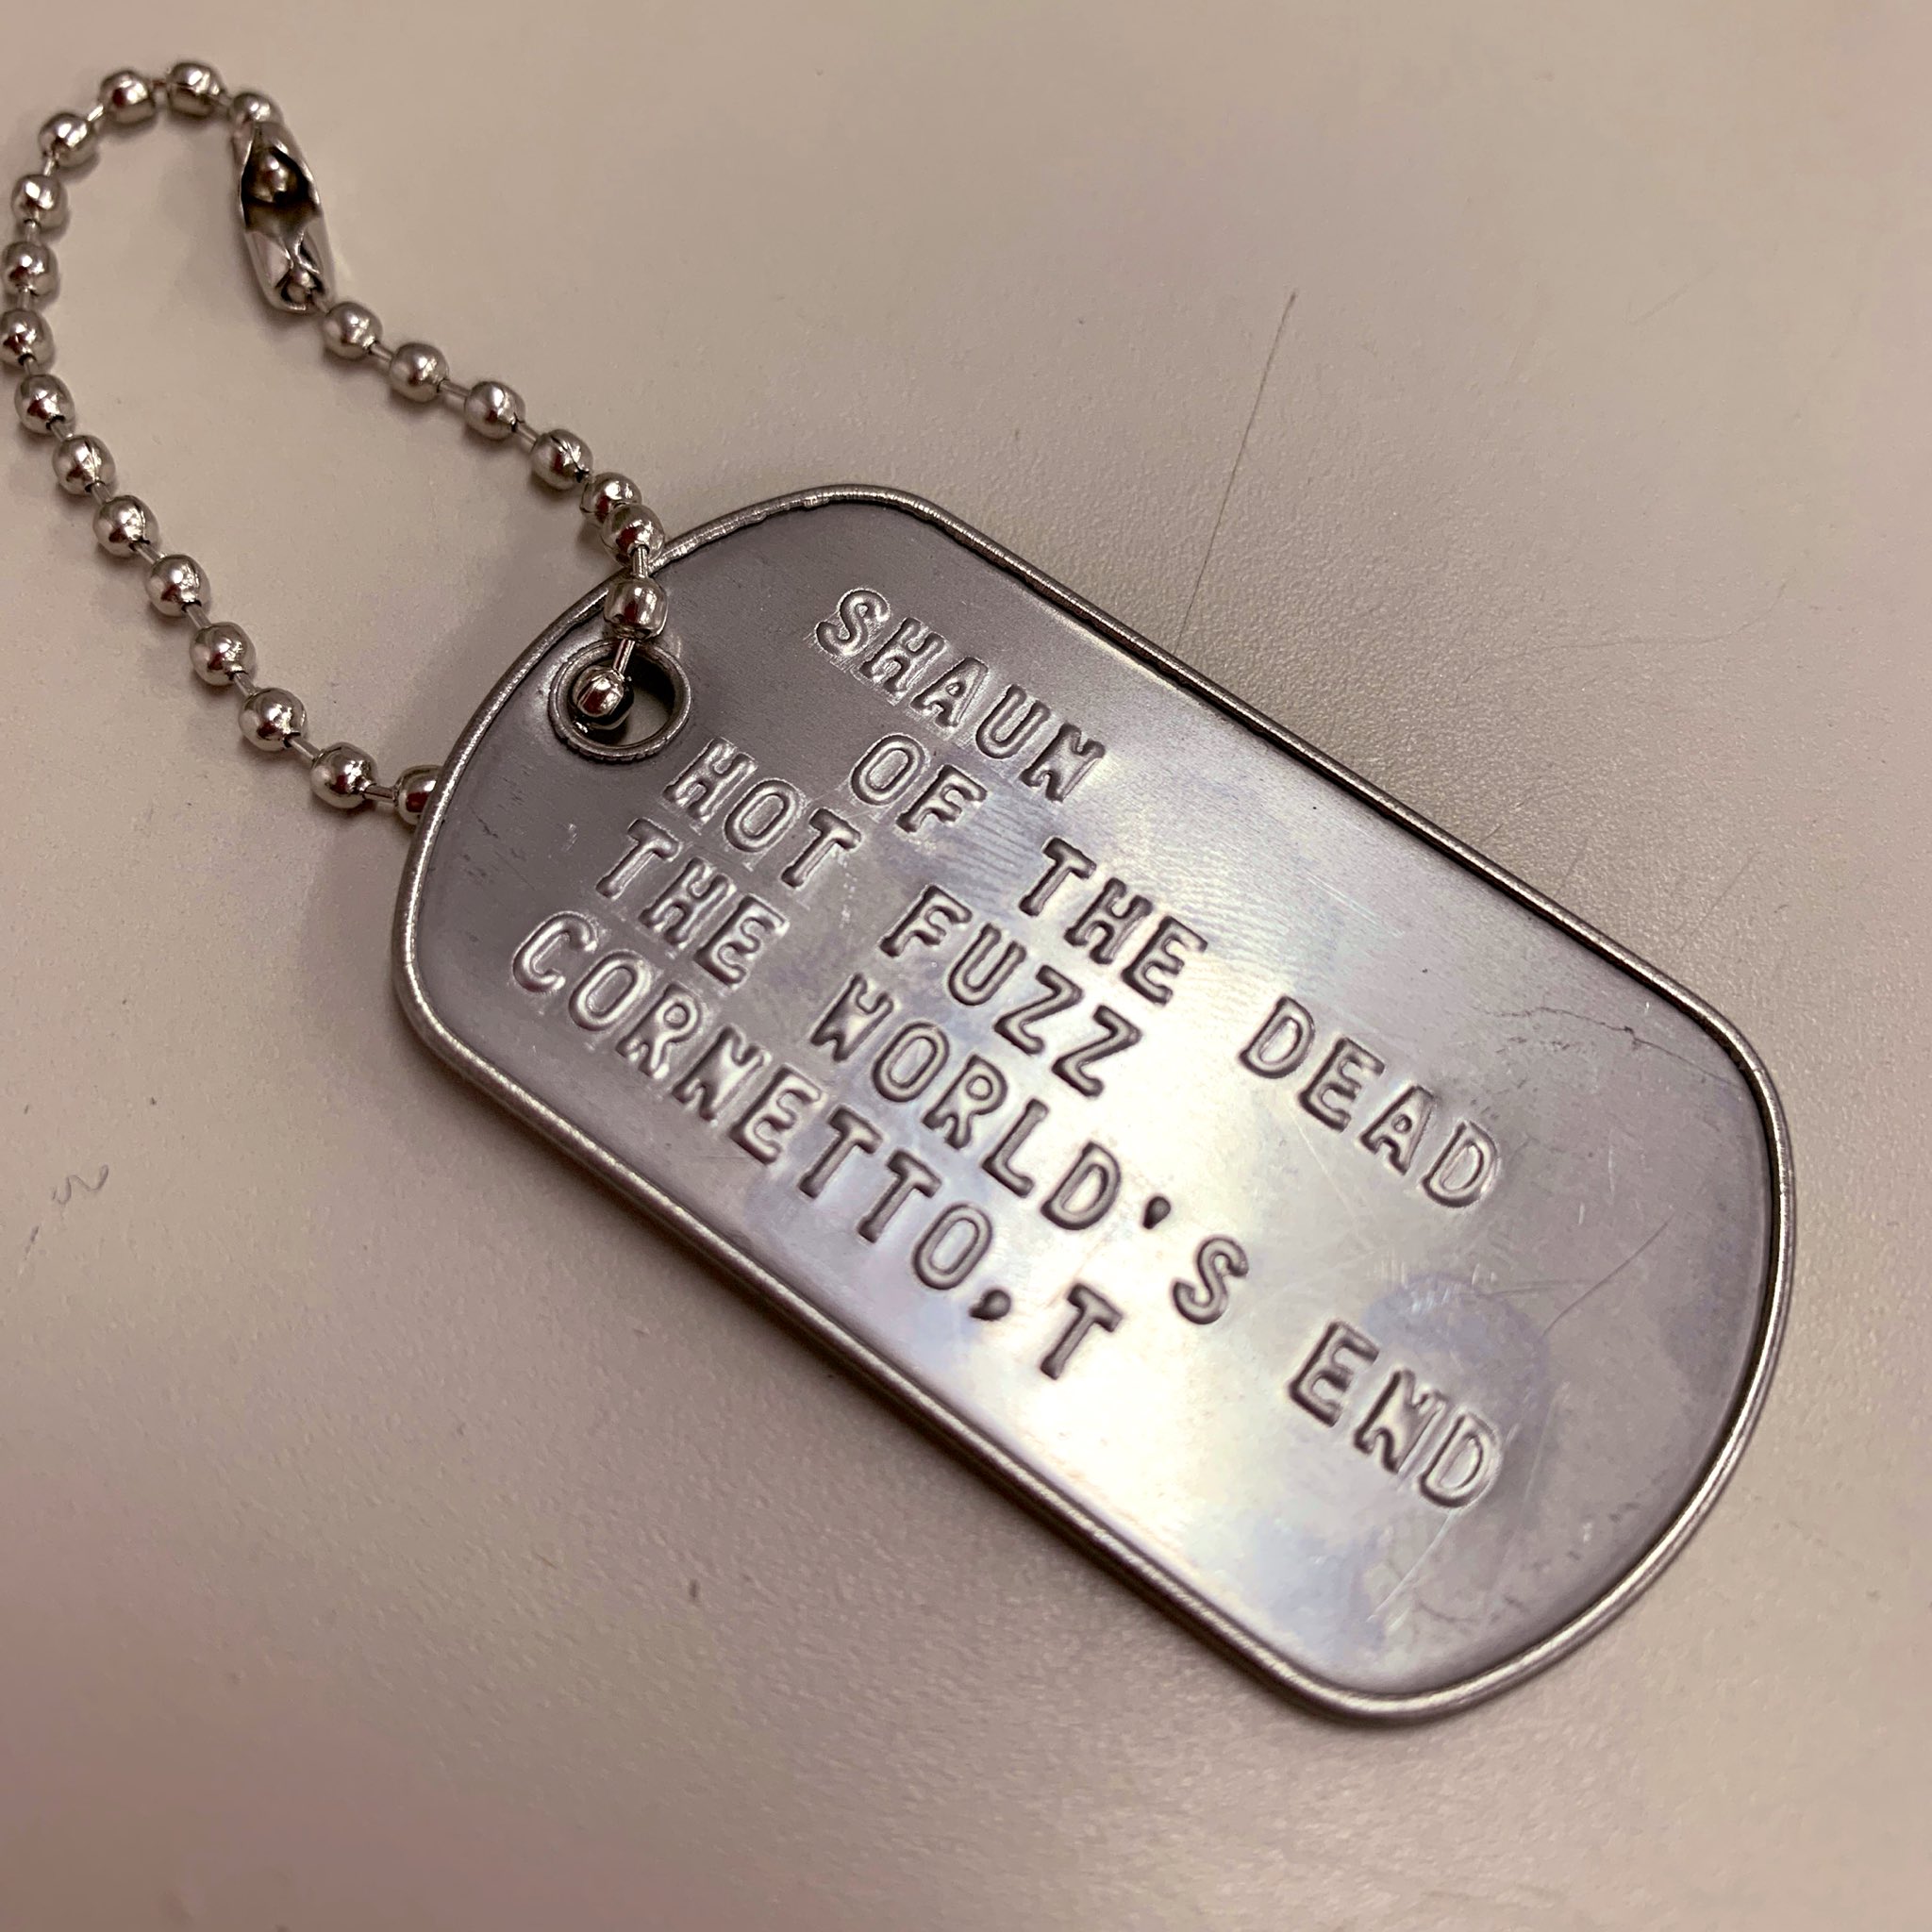 SHAUN
OF THE DEAD
HOT FUZZ
THE WORLD'S END
CORNETTO,T